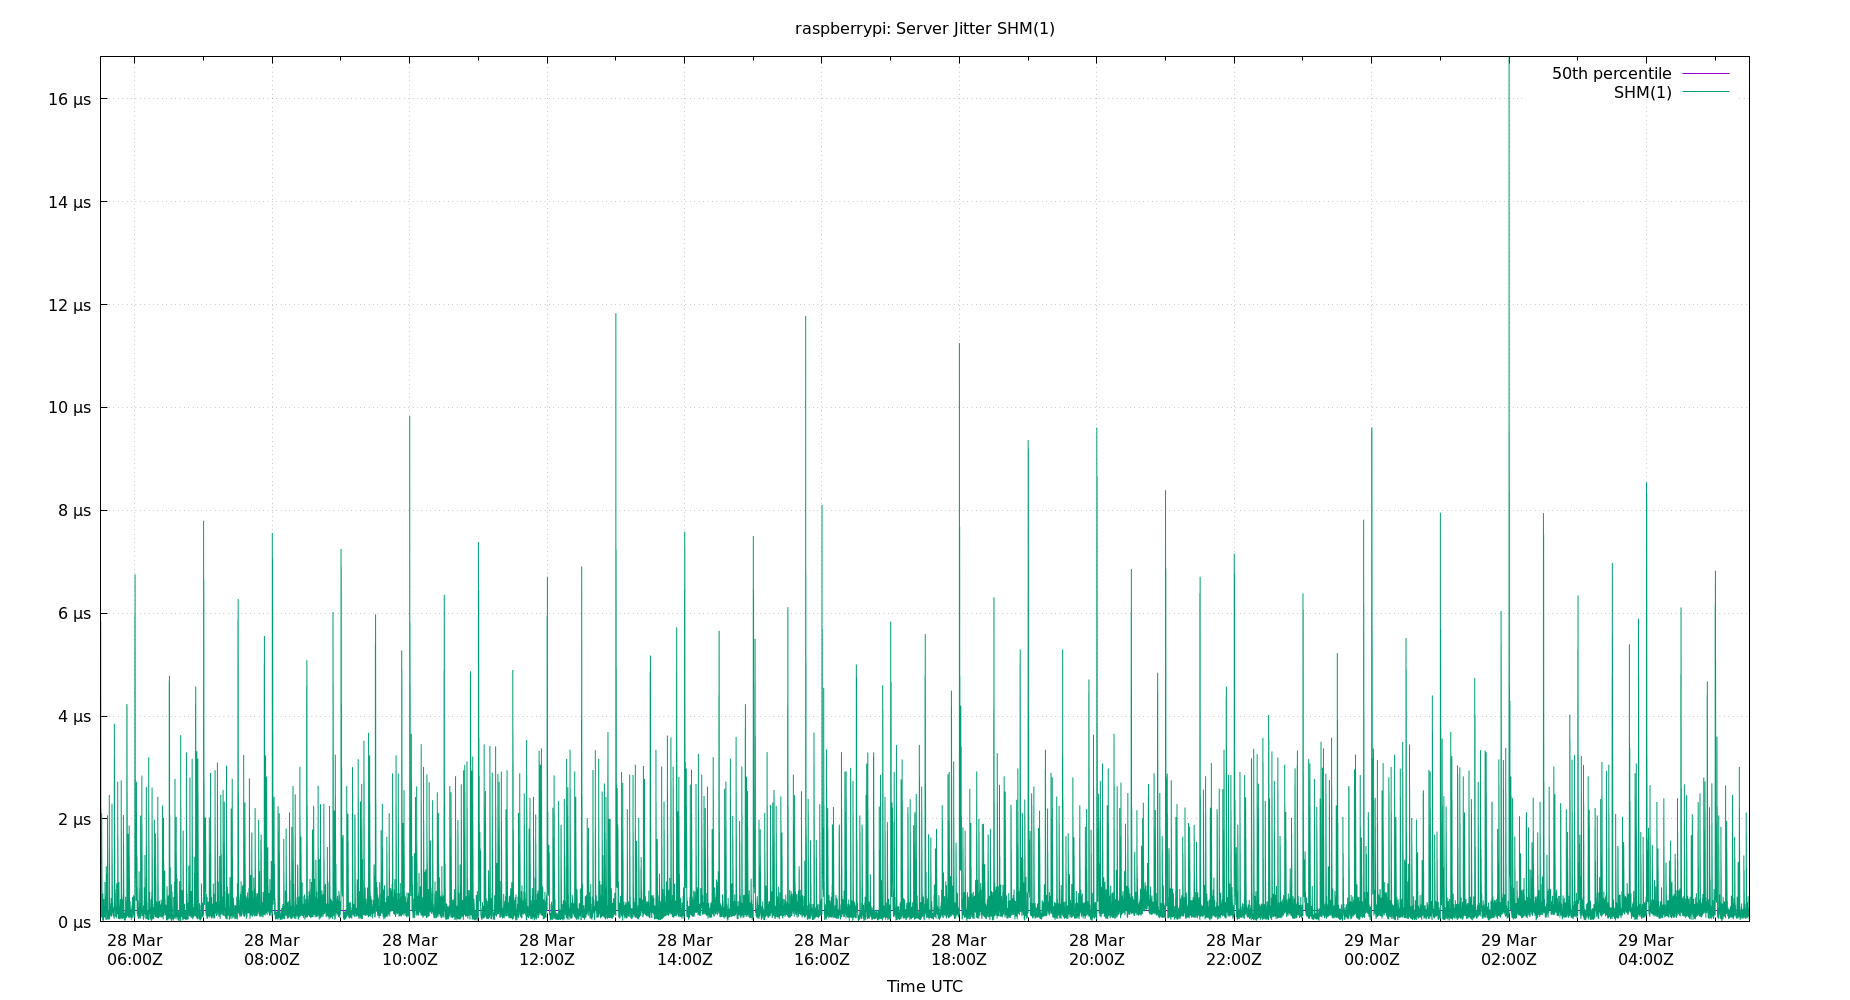 raspberrypi: Server Jitter SHM(1)
50th percentile
SHM(1)
16 µs
14 µs
12 µs
10 µs
8 µs
6 µs
4 µs
2 µs
0 µs
28 Mar 28 Mar 28 Mar 28 Mar 28 Mar 28 Mar 28 Mar 28 Mar 28 Mar 29 Mar 29 Mar 29 Mar
06:00Z 08:00Z 10:00Z 12:00Z 14:00Z 16:00Z 18:00Z 20:00Z 22:00Z 00:00Z 02:00Z 04:00Z
Time UTC